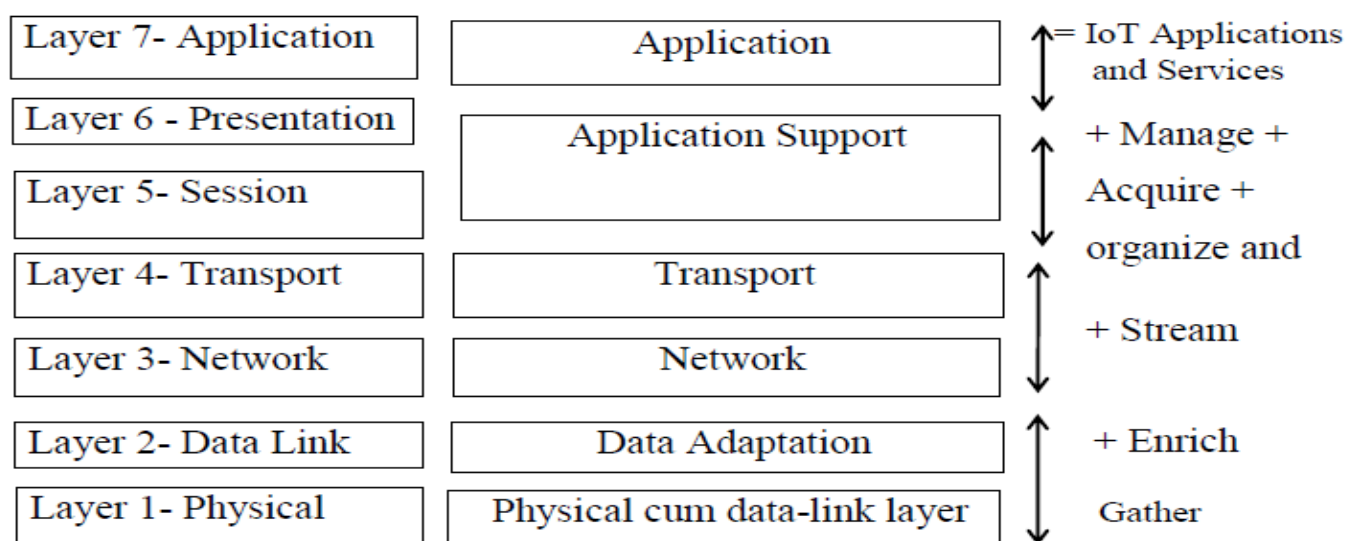 Layer 7- Application
Application
= IoT Applications
and Services
Layer 6 - Presentation
Application Support
+ Manage +
Layer 5- Session
Acquire +
organize and
Layer 4- Transport
Transport
+ Stream
Layer 3- Network
Network
Layer 2- Data Link
Data Adaptation
+ Enrich
Layer 1- Physical
Physical cum data-link layer
Gather